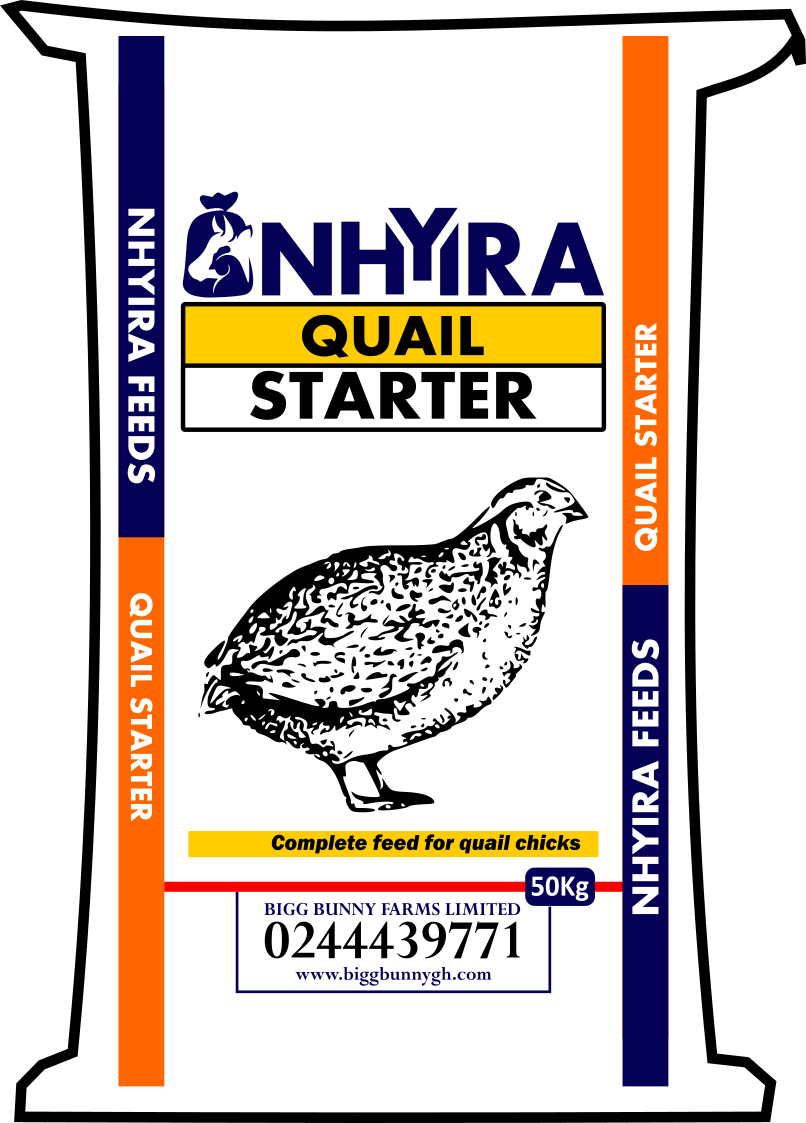 NHYIRA
QUAIL
STARTER
NHYIRA FEEDS
QUAIL STARTER
QUAIL STARTER
NHYIRA FEEDS
Complete feed for quail chicks
50Kg
BIGG BUNNY FARMS LIMITED
0244439771
www.biggbunnygh.com